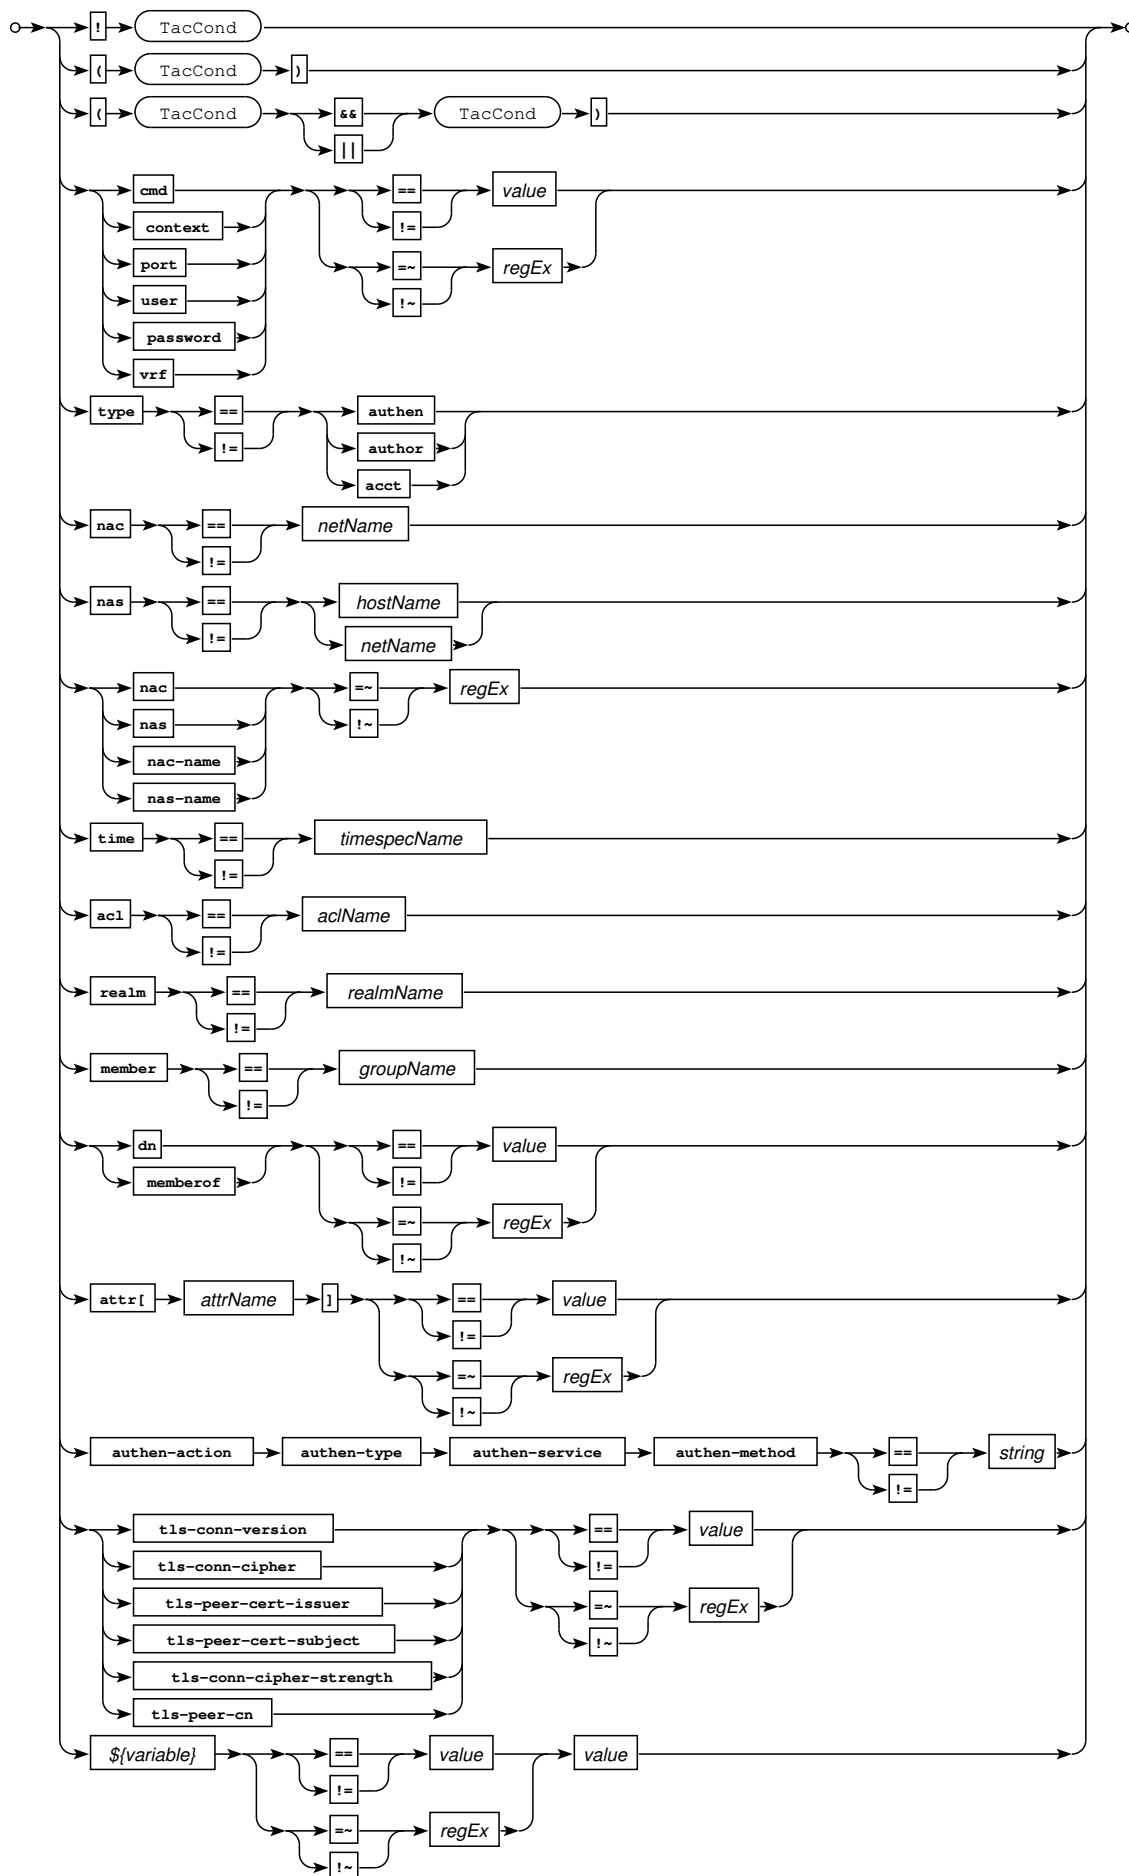 ! TacCond
( TacCond )
( TacCond && TacCond )
||
cmd == value
context !=
port =~ regEx
user !~
password
vrf
type == authen
!= author
acct
nac == netName
!=
nas == hostName
!= netName
nac =~ regEx
nas !~
nac-name
nas-name
time == timespecName
!=
acl == aclName
!=
realm == realmName
!=
member == groupName
!=
dn == value
memberof !=
=~ regEx
!~
attr[ attrName ] == value
!=
=~ regEx
!~
authen-action authen-type authen-service authen-method == string
!=
tls-conn-version == value
tls-conn-cipher !=
tls-peer-cert-issuer =~ regEx
tls-peer-cert-subject !~
tls-conn-cipher-strength
tls-peer-cn
${variable} == value value
!=
=~ regEx
!~